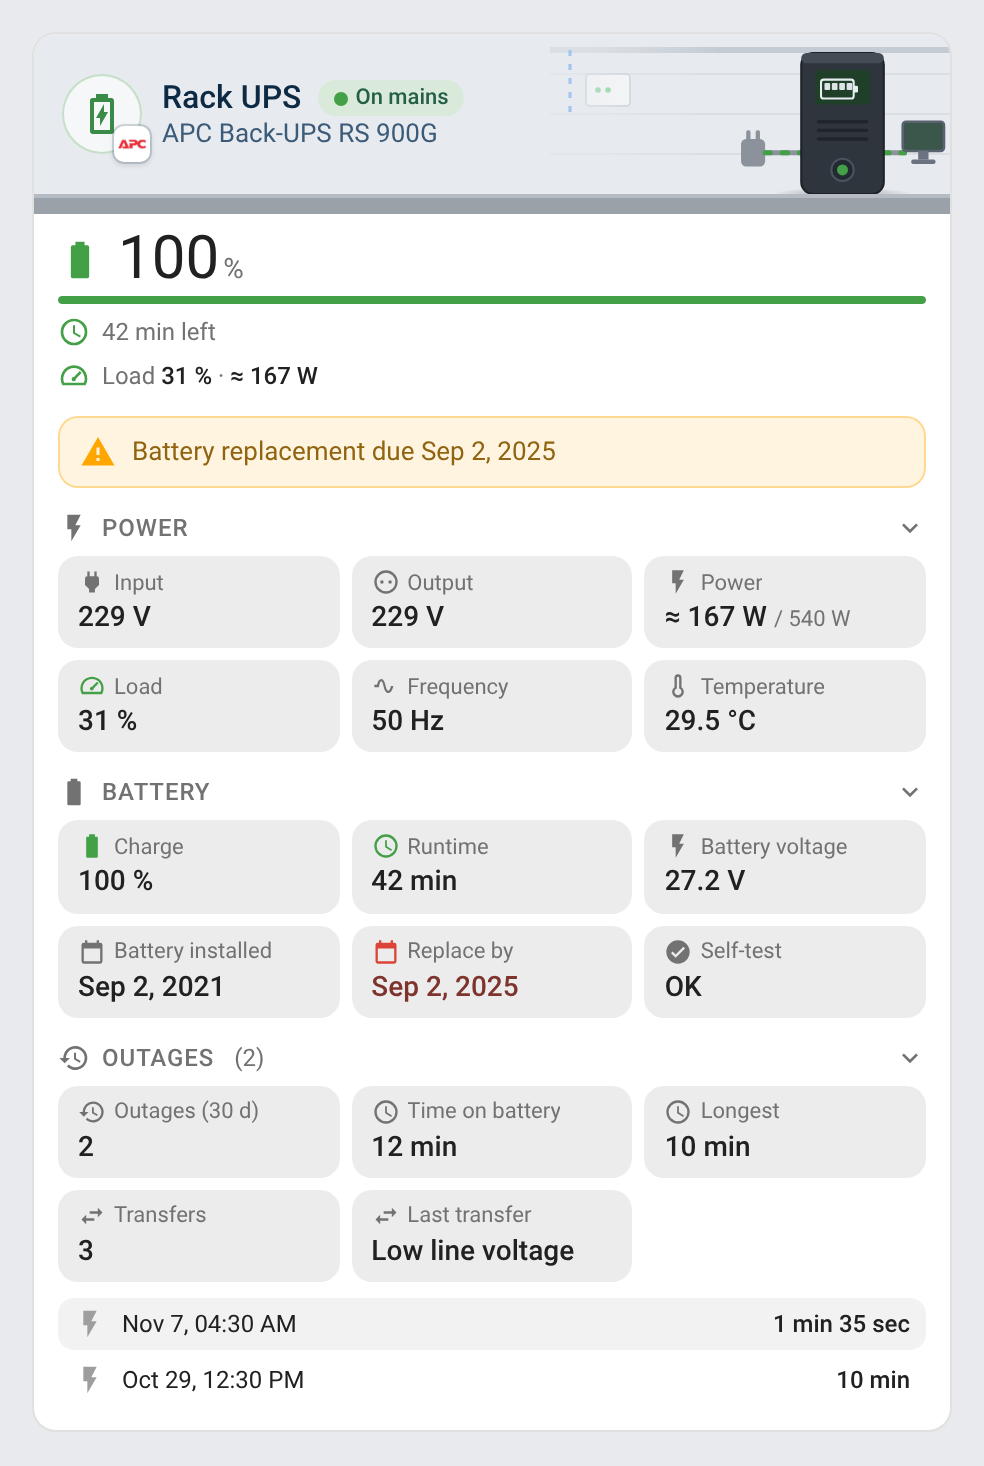 Rack UPS
On mains
APC Back-UPS RS 900G
APC
100 %
42 min left
Load 31 % · ≈ 167 W
Battery replacement due Sep 2, 2025
POWER
Input
229 V
Output
229 V
Power
≈ 167 W / 540 W
Load
31 %
Frequency
50 Hz
Temperature
29.5 °C
BATTERY
Charge
100 %
Runtime
42 min
Battery voltage
27.2 V
Battery installed
Sep 2, 2021
Replace by
Sep 2, 2025
Self-test
OK
OUTAGES (2)
Outages (30 d)
2
Time on battery
12 min
Longest
10 min
Transfers
3
Last transfer
Low line voltage
Nov 7, 04:30 AM 1 min 35 sec
Oct 29, 12:30 PM 10 min